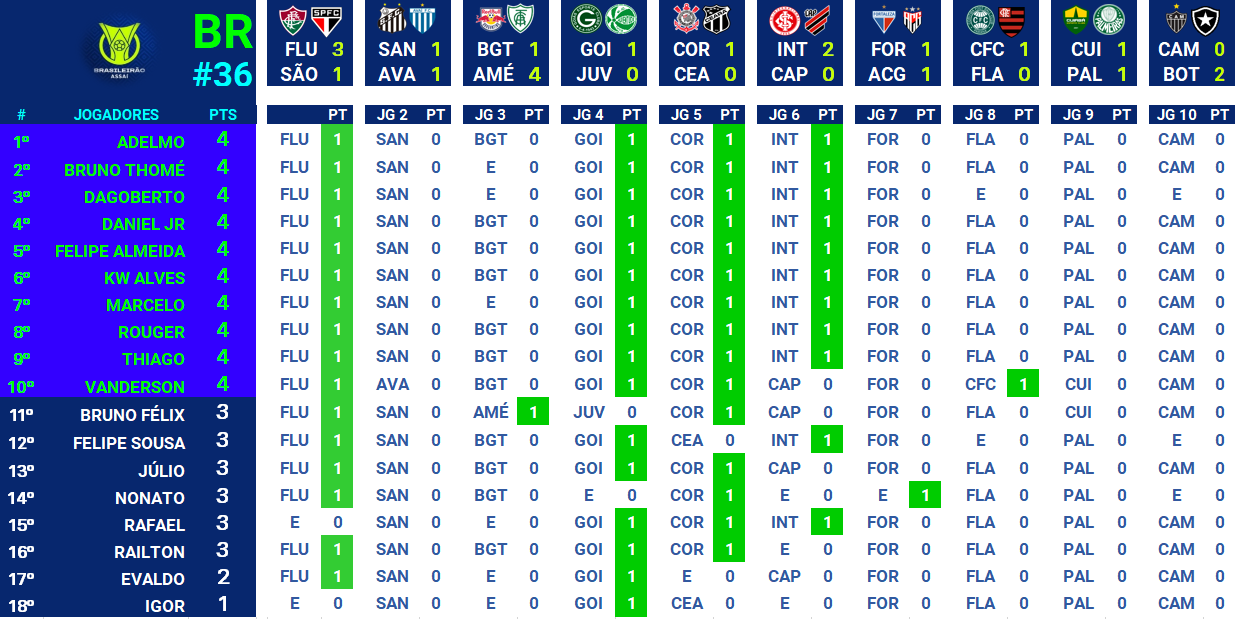 BR
#36
BRASILEIRÃO
ASSAÍ
FLU 3 SAN 1 BGT 1 GOI 1 COR 1 INT 2 FOR 1 CFC 1 CUI 1 CAM 0
SÃO 1 AVA 1 AMÉ 4 JUV 0 CEA 0 CAP 0 ACG 1 FLA 0 PAL 1 BOT 2
# JOGADORES PTS PT JG 2 PT JG 3 PT JG 4 PT JG 5 PT JG 6 PT JG 7 PT JG 8 PT JG 9 PT JG 10 PT
1º ADELMO 4 FLU 1 SAN 0 BGT 0 GOI 1 COR 1 INT 1 FOR 0 FLA 0 PAL 0 CAM 0
2º BRUNO THOMÉ 4 FLU 1 SAN 0 E 0 GOI 1 COR 1 INT 1 FOR 0 FLA 0 PAL 0 CAM 0
3º DAGOBERTO 4 FLU 1 SAN 0 E 0 GOI 1 COR 1 INT 1 FOR 0 E 0 PAL 0 E 0
4º DANIEL JR 4 FLU 1 SAN 0 BGT 0 GOI 1 COR 1 INT 1 FOR 0 FLA 0 PAL 0 CAM 0
5º FELIPE ALMEIDA 4 FLU 1 SAN 0 BGT 0 GOI 1 COR 1 INT 1 FOR 0 FLA 0 PAL 0 CAM 0
6º KW ALVES 4 FLU 1 SAN 0 BGT 0 GOI 1 COR 1 INT 1 FOR 0 FLA 0 PAL 0 CAM 0
7º MARCELO 4 FLU 1 SAN 0 E 0 GOI 1 COR 1 INT 1 FOR 0 FLA 0 PAL 0 CAM 0
8º ROUGER 4 FLU 1 SAN 0 BGT 0 GOI 1 COR 1 INT 1 FOR 0 FLA 0 PAL 0 CAM 0
9º THIAGO 4 FLU 1 SAN 0 BGT 0 GOI 1 COR 1 INT 1 FOR 0 FLA 0 PAL 0 CAM 0
10º VANDERSON 4 FLU 1 AVA 0 BGT 0 GOI 1 COR 1 CAP 0 FOR 0 CFC 1 CUI 0 CAM 0
11º BRUNO FÉLIX 3 FLU 1 SAN 0 AMÉ 1 JUV 0 COR 1 CAP 0 FOR 0 FLA 0 CUI 0 CAM 0
12º FELIPE SOUSA 3 FLU 1 SAN 0 BGT 0 GOI 1 CEA 0 INT 1 FOR 0 E 0 PAL 0 E 0
13º JÚLIO 3 FLU 1 SAN 0 BGT 0 GOI 1 COR 1 CAP 0 FOR 0 FLA 0 PAL 0 CAM 0
14º NONATO 3 FLU 1 SAN 0 BGT 0 E 0 COR 1 E 0 E 1 FLA 0 PAL 0 E 0
15º RAFAEL 3 E 0 SAN 0 E 0 GOI 1 COR 1 INT 1 FOR 0 FLA 0 PAL 0 CAM 0
16º RAILTON 3 FLU 1 SAN 0 BGT 0 GOI 1 COR 1 E 0 FOR 0 FLA 0 PAL 0 CAM 0
17º EVALDO 2 FLU 1 SAN 0 E 0 GOI 1 E 0 CAP 0 FOR 0 FLA 0 PAL 0 CAM 0
18º IGOR 1 E 0 SAN 0 E 0 GOI 1 CEA 0 E 0 FOR 0 FLA 0 PAL 0 CAM 0